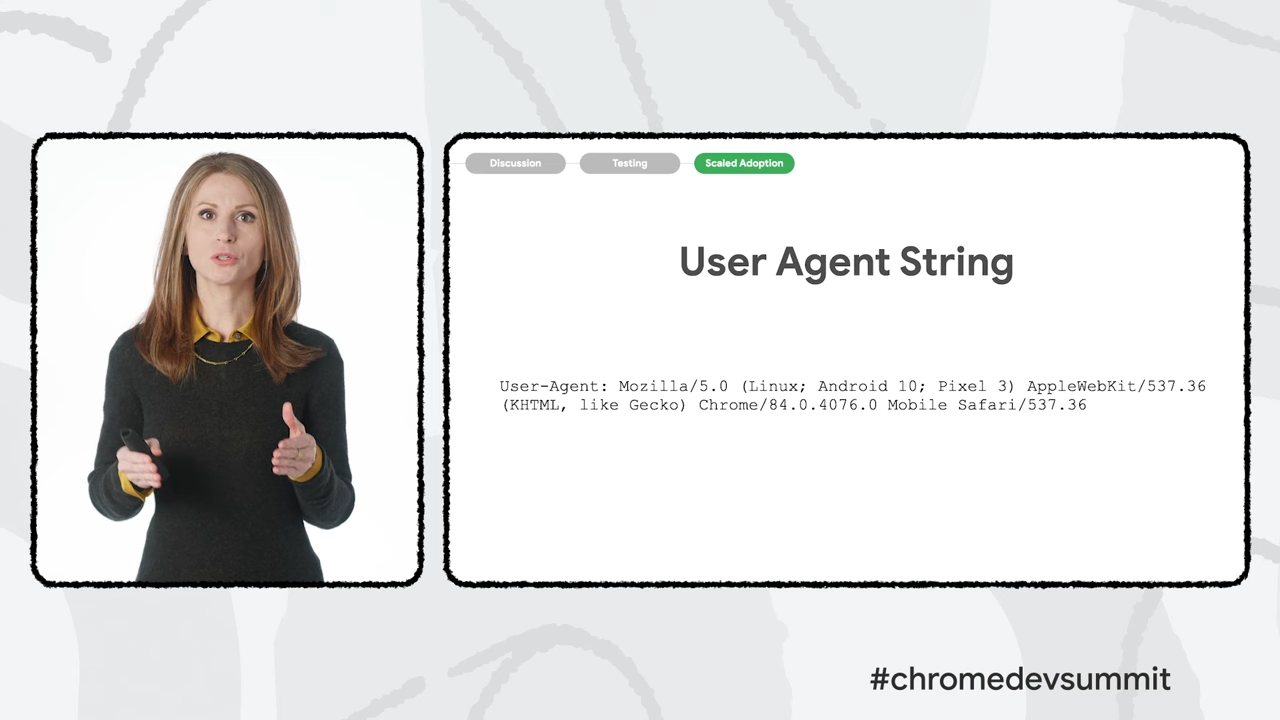 Discussion
Testing
Scaled Adoption
User Agent String
User-Agent: Mozilla/5.0 (Linux; Android 10; Pixel 3) AppleWebKit/537.36
(KHTML, like Gecko) Chrome/84.0.4076.0 Mobile Safari/537.36
#chromedevsummit